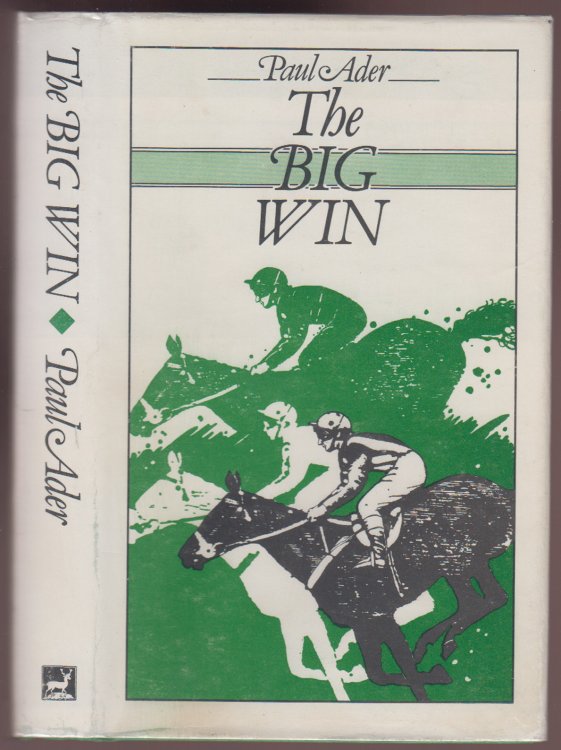 Paul Ader
The
BIG
WIN
The BIG WIN ◆ Paul Ader